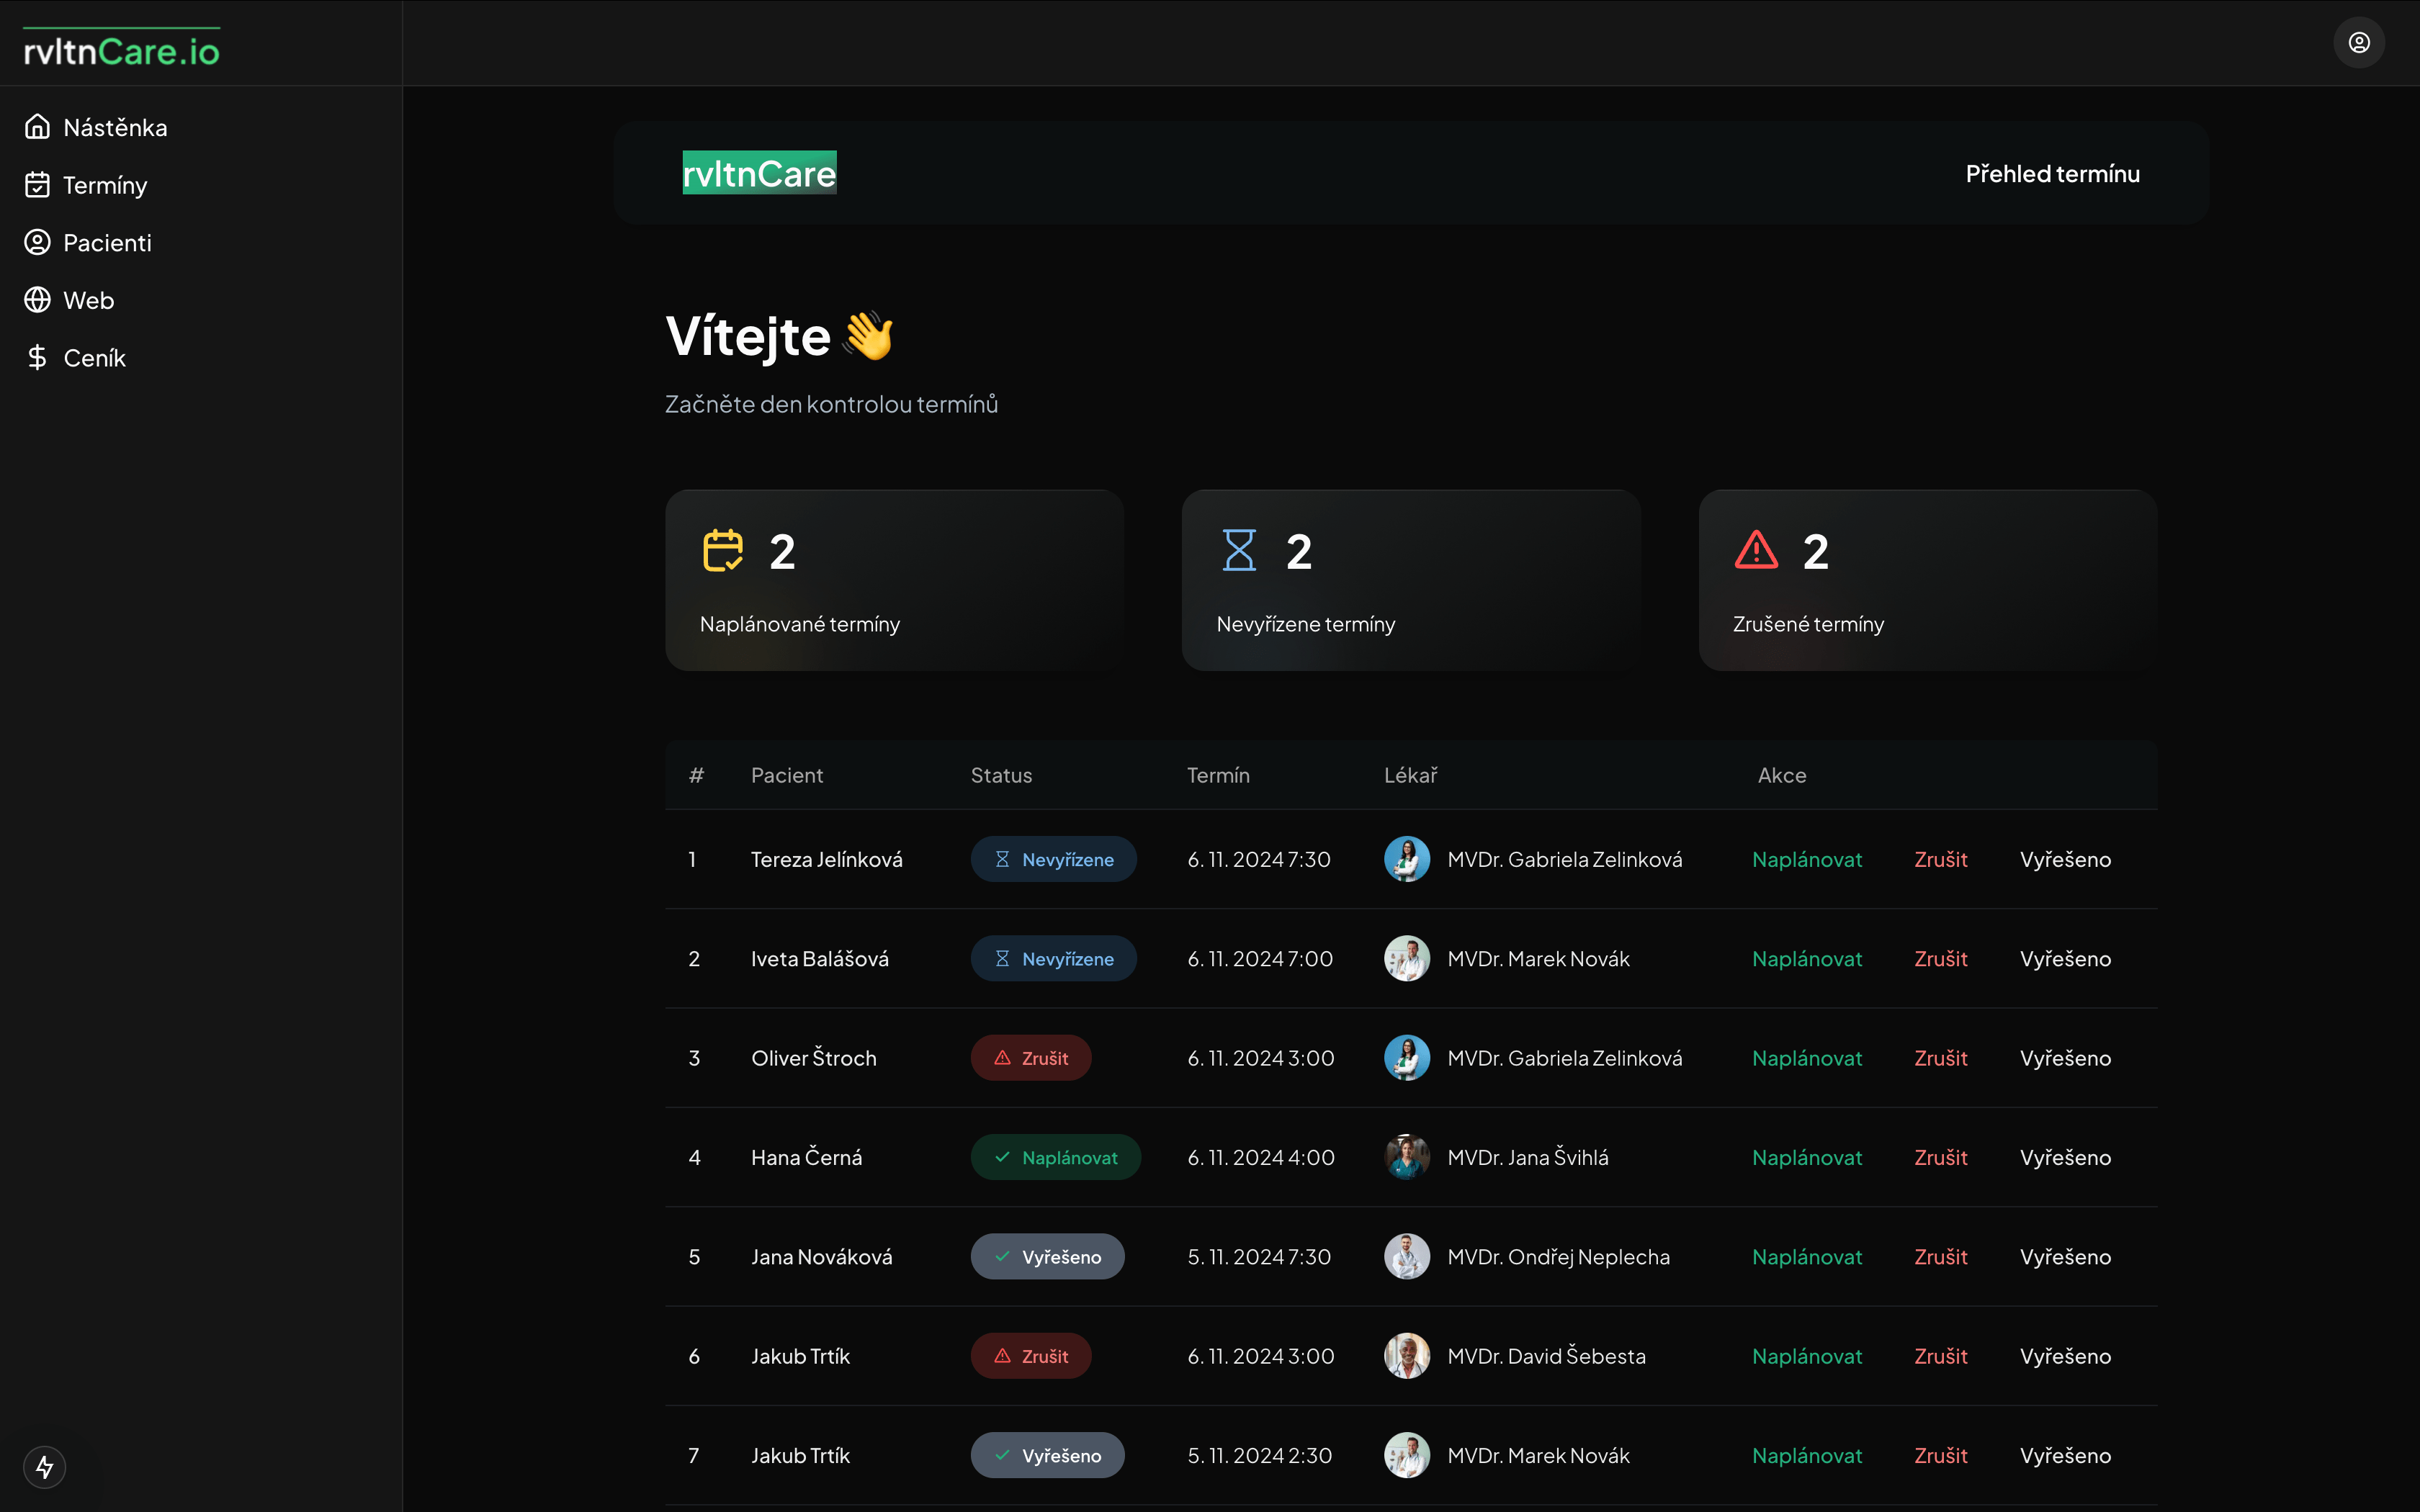 rvltnCare.io
Nástěnka
Termíny
Pacienti
Web
Ceník
rvltnCare
Přehled termínu
Vítejte 👋
Začněte den kontrolou termínů
2
Naplánované termíny
2
Nevyřízene termíny
2
Zrušené termíny
# Pacient Status Termín Lékař Akce
1 Tereza Jelínková Nevyřízene 6. 11. 2024 7:30 MVDr. Gabriela Zelinková Naplánovat Zrušit Vyřešeno
2 Iveta Balášová Nevyřízene 6. 11. 2024 7:00 MVDr. Marek Novák Naplánovat Zrušit Vyřešeno
3 Oliver Štroch Zrušit 6. 11. 2024 3:00 MVDr. Gabriela Zelinková Naplánovat Zrušit Vyřešeno
4 Hana Černá Naplánovat 6. 11. 2024 4:00 MVDr. Jana Švihlá Naplánovat Zrušit Vyřešeno
5 Jana Nováková Vyřešeno 5. 11. 2024 7:30 MVDr. Ondřej Neplecha Naplánovat Zrušit Vyřešeno
6 Jakub Trtík Zrušit 6. 11. 2024 3:00 MVDr. David Šebesta Naplánovat Zrušit Vyřešeno
7 Jakub Trtík Vyřešeno 5. 11. 2024 2:30 MVDr. Marek Novák Naplánovat Zrušit Vyřešeno